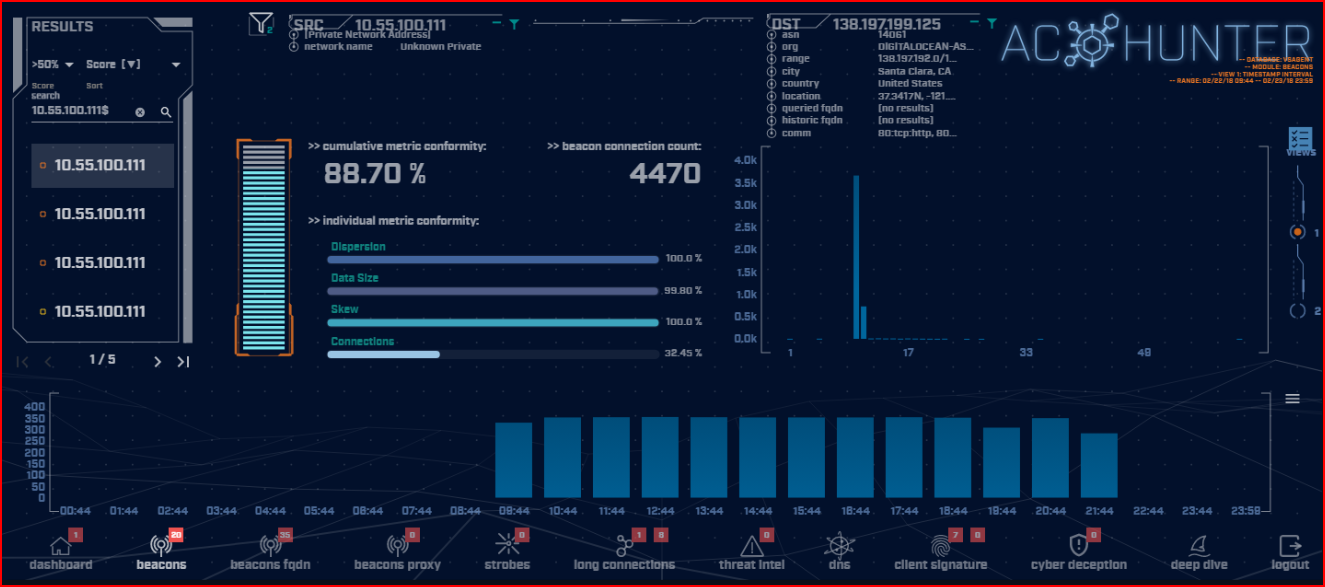 RESULTS
>50%
Score [▼]
Score
Sort
search
10.55.100.111$
10.55.100.111
10.55.100.111
10.55.100.111
10.55.100.111
1 / 5
2
SRC 10.55.100.111
[Private Network Address]
network name Unknown Private
DST 138.197.199.125
asn 14061
org DIGITALOCEAN-AS...
range 138.197.192.0/1...
city Santa Clara, CA
country United States
location 37.3417N, -121....
queried fqdn [no results]
historic fqdn [no results]
comm 80:tcp:http, 80...
AC HUNTER
-- DATABASE: VSAGENT
-- MODULE: BEACONS
-- VIEW 1: TIMESTAMP INTERVAL
-- RANGE: 02/22/18 09:44 -- 02/23/18 23:59
views
1
2
>> cumulative metric conformity:
88.70 %
>> beacon connection count:
4470
>> individual metric conformity:
Dispersion
100.0 %
Data Size
99.80 %
Skew
100.0 %
Connections
32.45 %
4.0k
3.5k
3.0k
2.5k
2.0k
1.5k
1.0k
0.5k
0.0k
1 17 33 49
400
350
300
250
200
150
100
50
0
00:44 01:44 02:44 03:44 04:44 05:44 06:44 07:44 08:44 09:44 10:44 11:44 12:44 13:44 14:44 15:44 16:44 17:44 18:44 19:44 20:44 21:44 22:44 23:44 23:59
1 20 35 0 0 1 8 0 7 0 0
dashboard beacons beacons fqdn beacons proxy strobes long connections threat intel dns client signature cyber deception deep dive logout